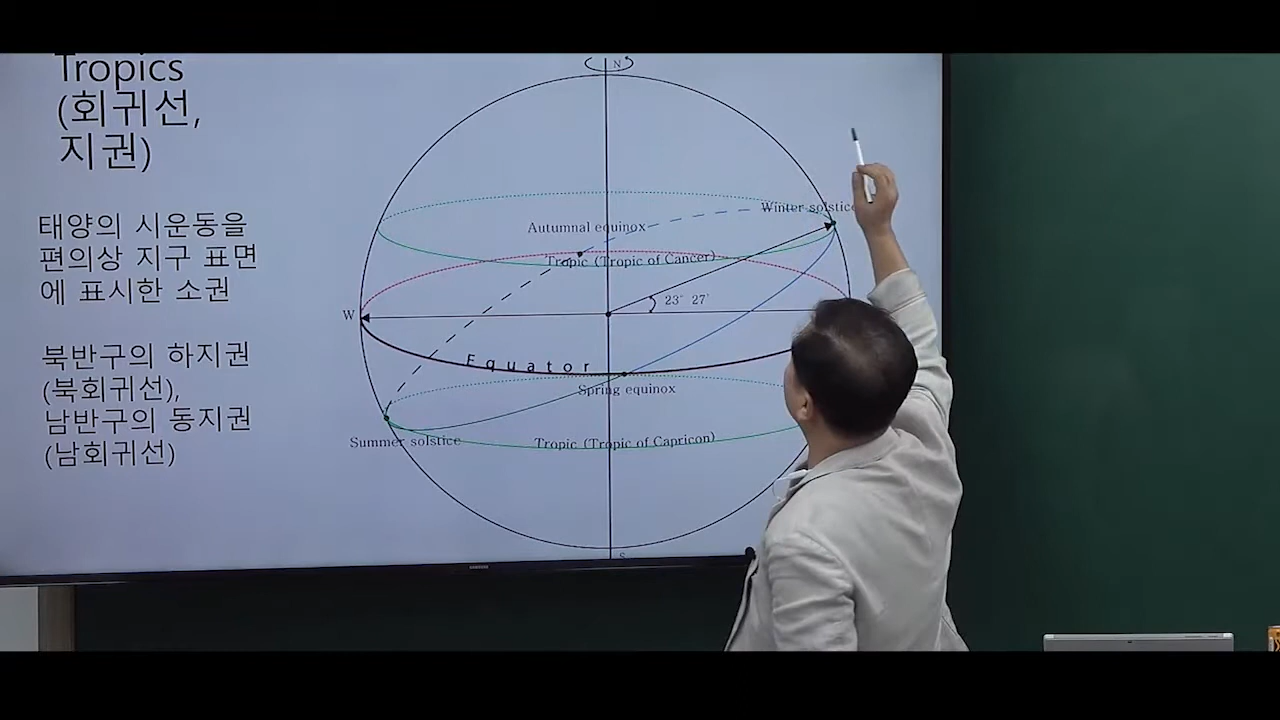 Tropics
(회귀선,
지권)
태양의 시운동을
편의상 지구 표면
에 표시한 소권
북반구의 하지권
(북회귀선),
남반구의 동지권
(남회귀선)
N
Winter solstice
Autumnal equinox
Tropic (Tropic of Cancer)
23° 27'
W
Equator
Spring equinox
Summer solstice
Tropic (Tropic of Capricon)
S
SAMSUNG